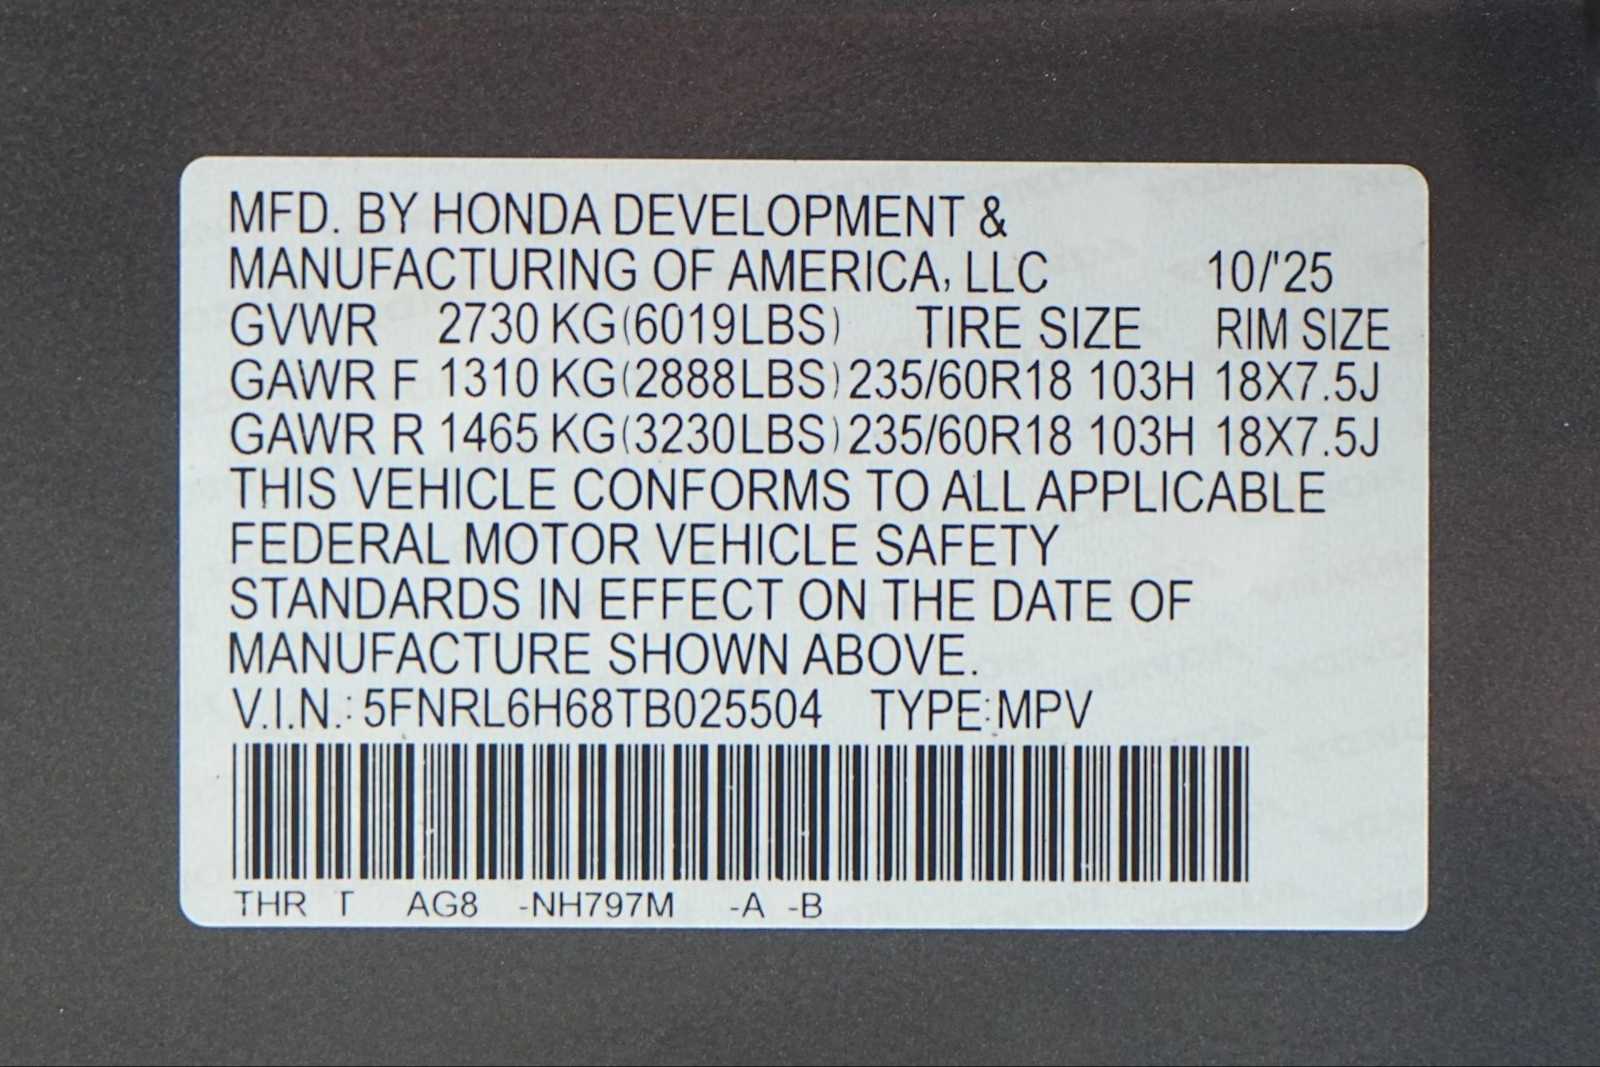 MFD. BY HONDA DEVELOPMENT &
MANUFACTURING OF AMERICA, LLC 10/'25
GVWR 2730 KG(6019LBS) TIRE SIZE RIM SIZE
GAWR F 1310 KG(2888LBS) 235/60R18 103H 18X7.5J
GAWR R 1465 KG(3230LBS) 235/60R18 103H 18X7.5J
THIS VEHICLE CONFORMS TO ALL APPLICABLE
FEDERAL MOTOR VEHICLE SAFETY
STANDARDS IN EFFECT ON THE DATE OF
MANUFACTURE SHOWN ABOVE.
V.I.N.: 5FNRL6H68TB025504 TYPE:MPV
THR T AG8 -NH797M -A -B